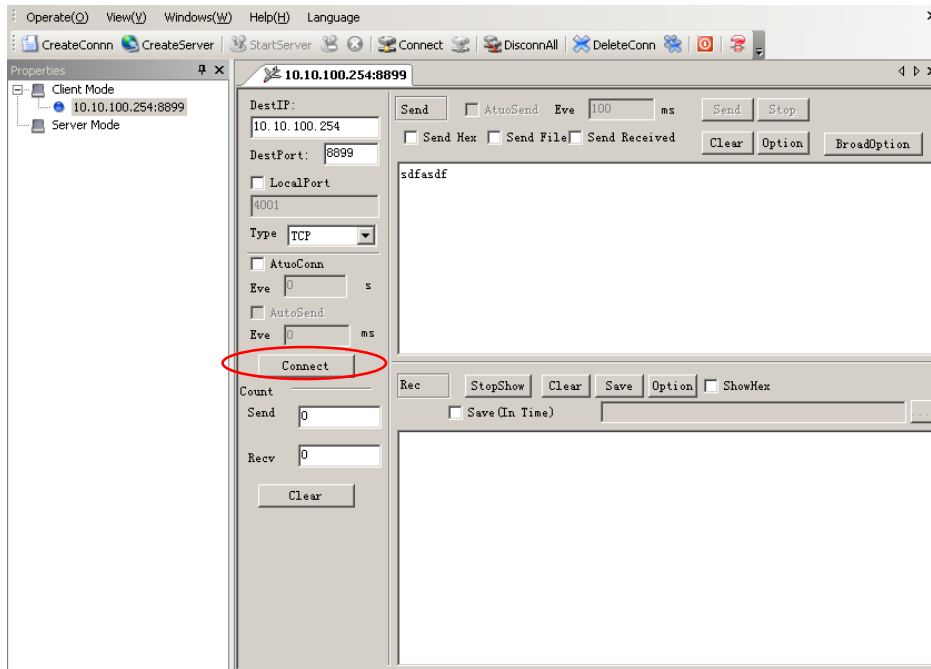 Operate(O) View(V) Windows(W) Help(H) Language
CreateConnn CreateServer StartServer Connect DisconnAll DeleteConn
Properties
Client Mode
10.10.100.254:8899
Server Mode
10.10.100.254:8899
DestIP:
10. 10. 100. 254
DestPort: 8899
LocalPort
4001
Type TCP
AtuoConn
Eve 0 s
AutoSend
Eve 0 ms
Connect
Count
Send 0
Recv 0
Clear
Send AtuoSend Eve 100 ms Send Stop
Send Hex Send File Send Received Clear Option BroadOption
sdfasdf
Rec StopShow Clear Save Option ShowHex
Save(In Time) ...